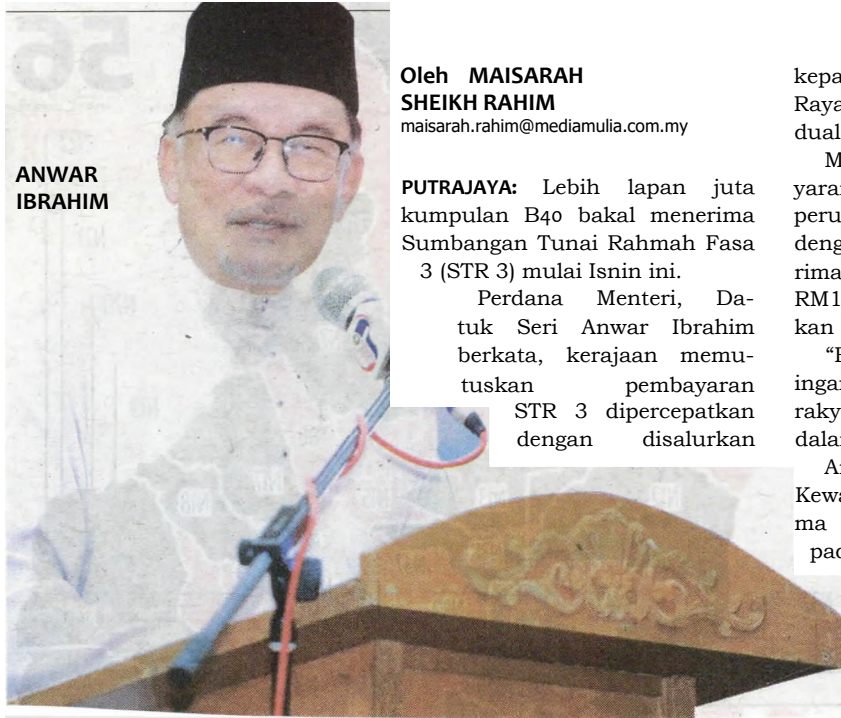 ANWAR
IBRAHIM
Oleh MAISARAH
SHEIKH RAHIM
maisarah.rahim@mediamulia.com.my
PUTRAJAYA: Lebih lapan juta
kumpulan B40 bakal menerima
Sumbangan Tunai Rahmah Fasa
3 (STR 3) mulai Isnin ini.
Perdana Menteri, Da-
tuk Seri Anwar Ibrahim
berkata, kerajaan memu-
tuskan pembayaran
STR 3 dipercepatkan
dengan disalurkan
kepa
Raya
dual
M
yaran
peru
deng
rima
RM1
kan
ingan
raky
Kewa
ma